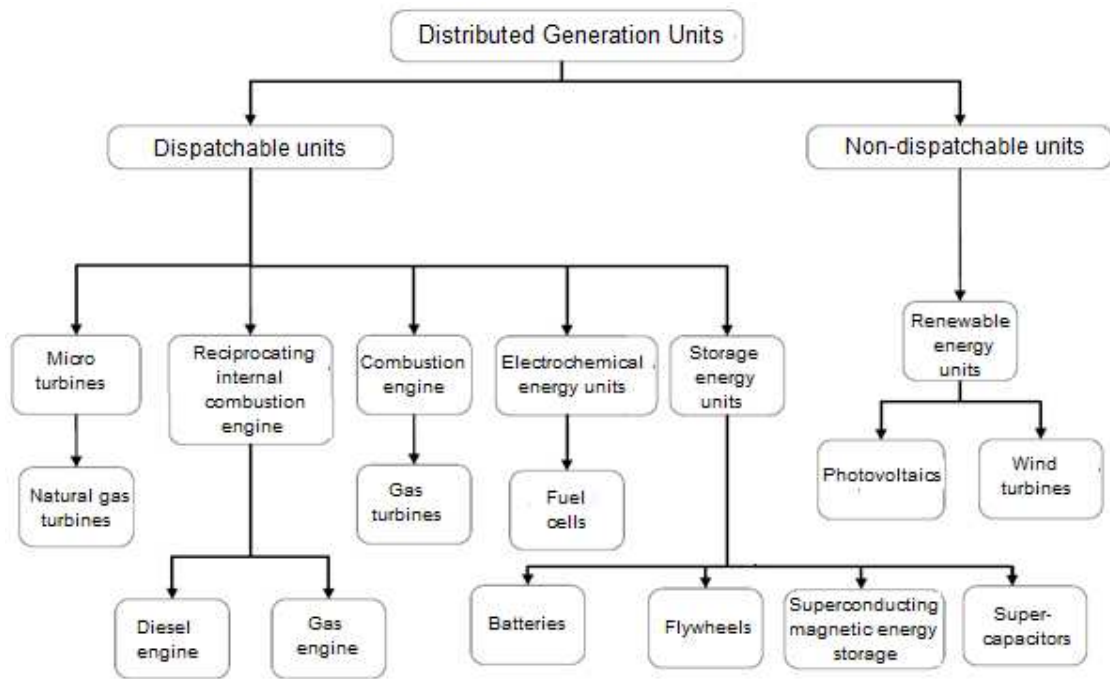 Distributed Generation Units
Dispatchable units
Non-dispatchable units
Micro
turbines
Reciprocating
internal
combustion
engine
Combustion
engine
Electrochemical
energy units
Storage
energy
units
Renewable
energy
units
Natural gas
turbines
Gas
turbines
Fuel
cells
Photovoltaics
Wind
turbines
Diesel
engine
Gas
engine
Batteries
Flywheels
Superconducting
magnetic energy
storage
Super-
capacitors